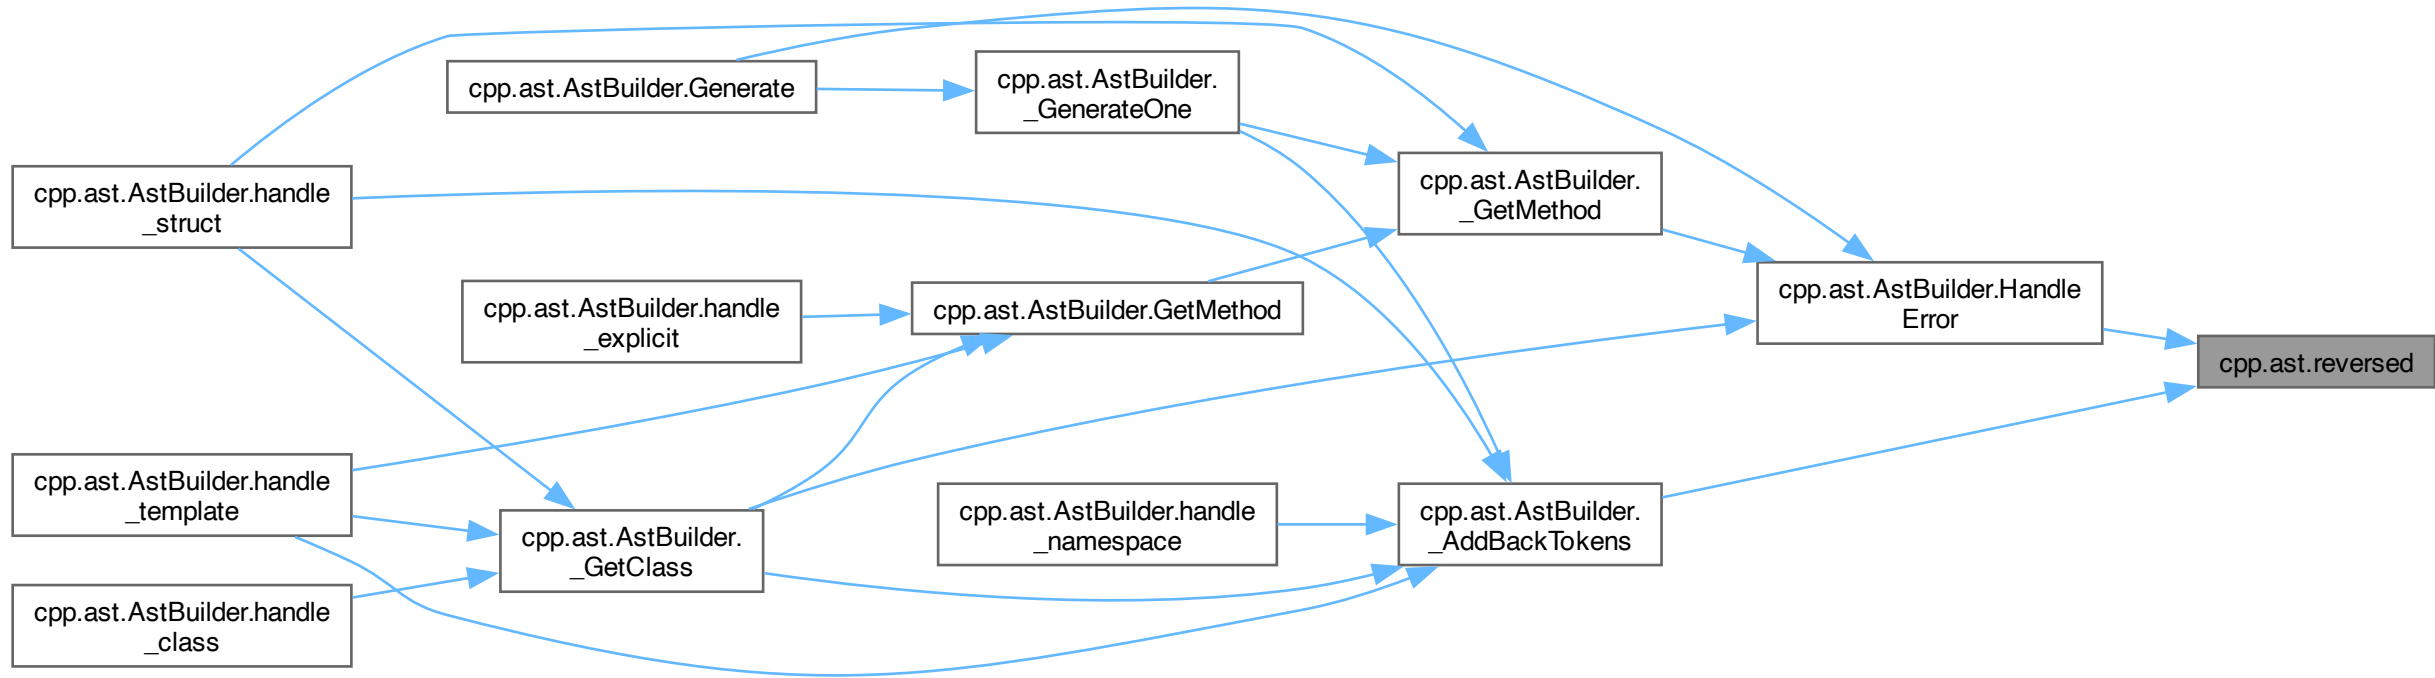 cpp.ast.AstBuilder.Generate
cpp.ast.AstBuilder.
_GenerateOne
cpp.ast.AstBuilder.handle
_struct
cpp.ast.AstBuilder.
_GetMethod
cpp.ast.AstBuilder.handle
_explicit
cpp.ast.AstBuilder.GetMethod
cpp.ast.AstBuilder.Handle
Error
cpp.ast.reversed
cpp.ast.AstBuilder.handle
_template
cpp.ast.AstBuilder.
_GetClass
cpp.ast.AstBuilder.handle
_namespace
cpp.ast.AstBuilder.
_AddBackTokens
cpp.ast.AstBuilder.handle
_class